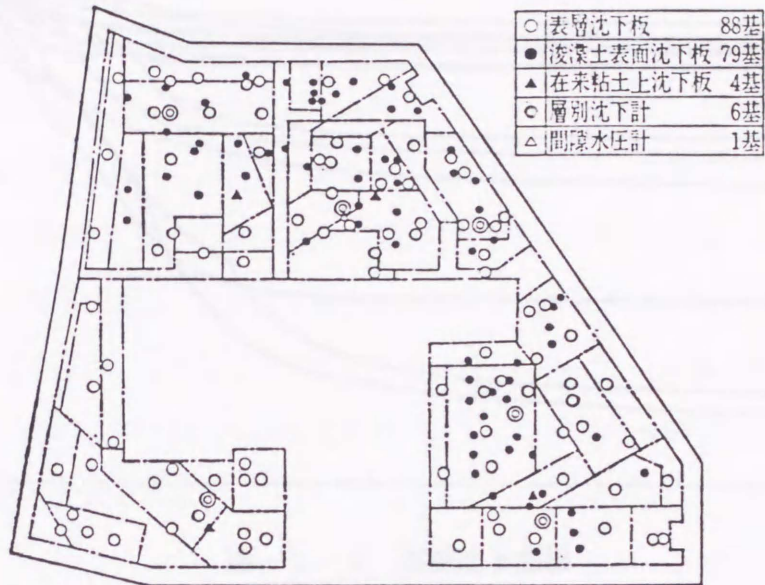 ○ 表層沈下板 88基
● 浚渫土表面沈下板 79基
▲ 在来粘土上沈下板 4基
◎ 層別沈下計 6基
△ 間隙水圧計 1基